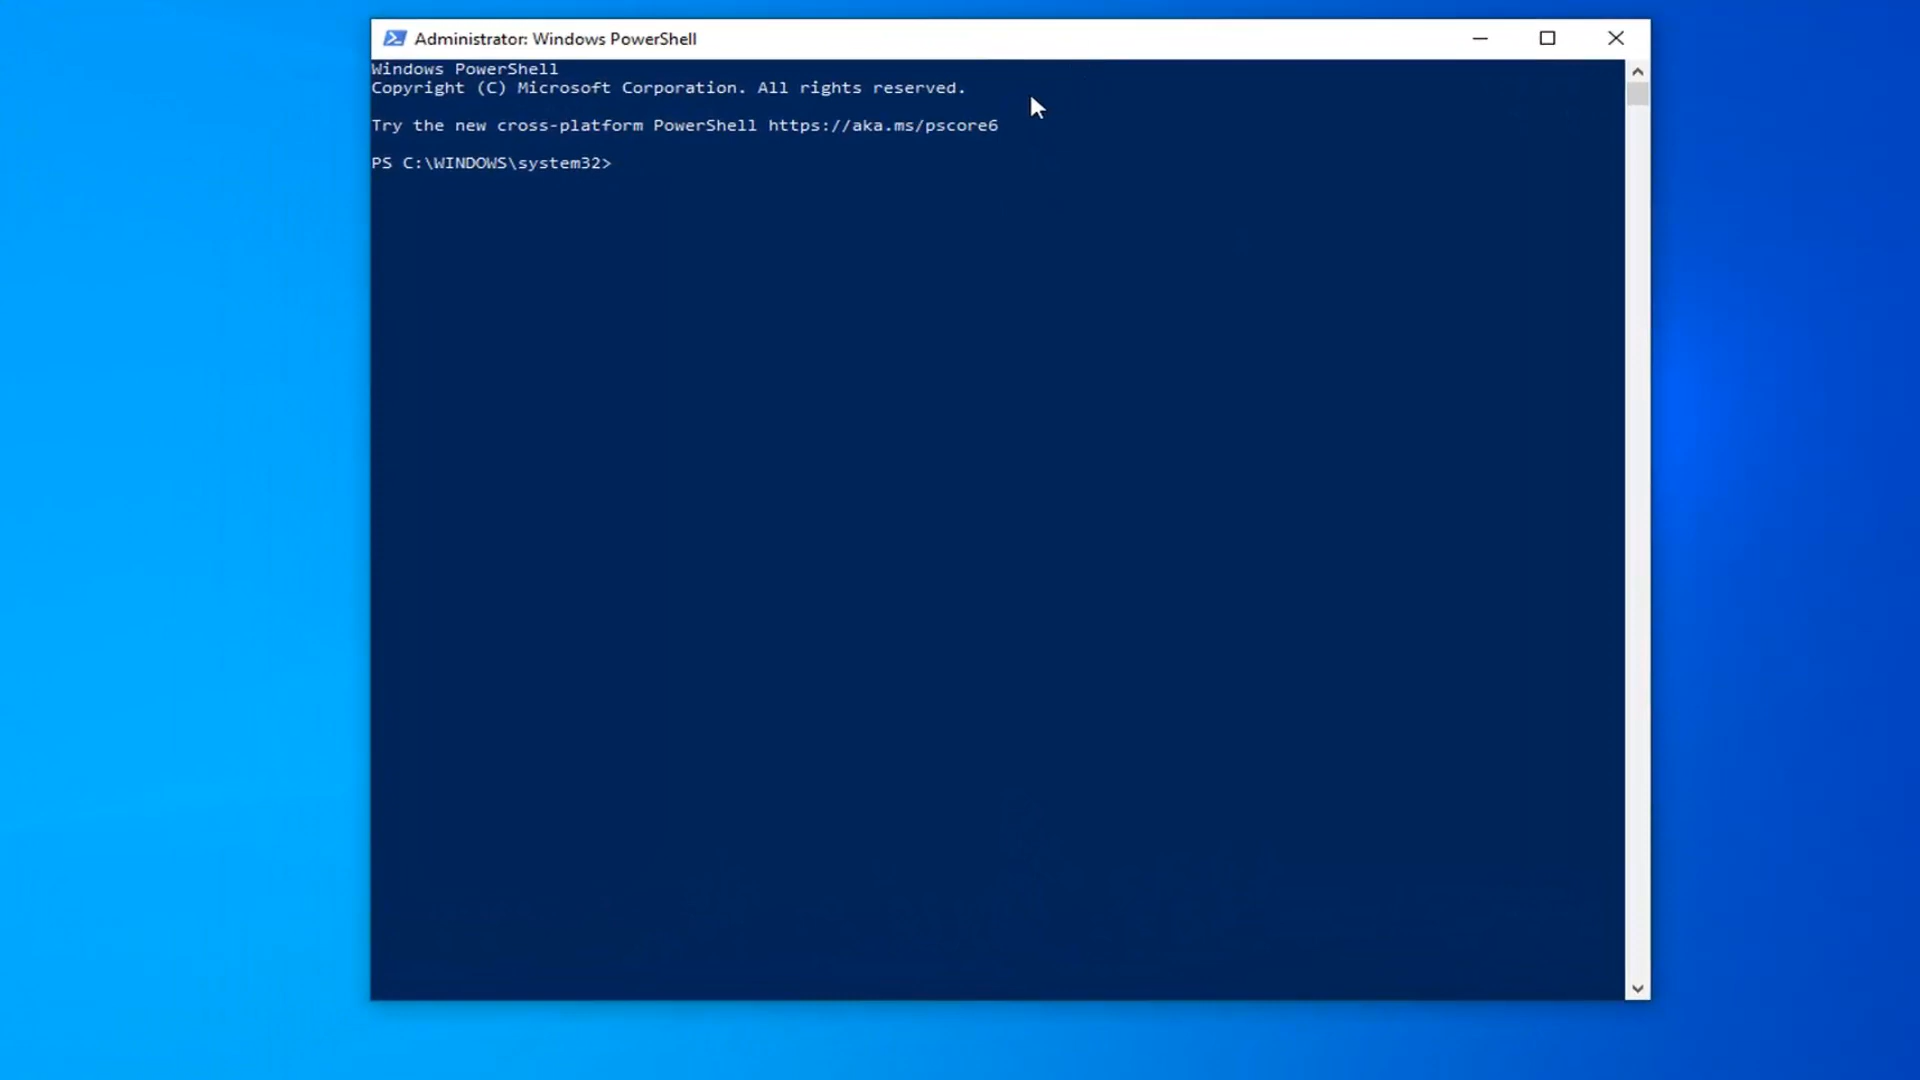 Administrator: Windows PowerShell
Windows PowerShell
Copyright (C) Microsoft Corporation. All rights reserved.
Try the new cross-platform PowerShell https://aka.ms/pscore6
PS C:\WINDOWS\system32>